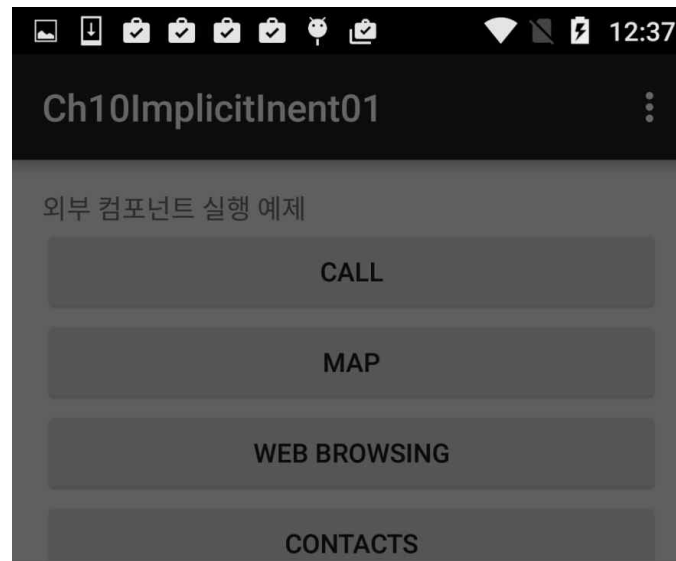 12:37
Ch10ImplicitInent01
외부 컴포넌트 실행 예제
CALL
MAP
WEB BROWSING
CONTACTS